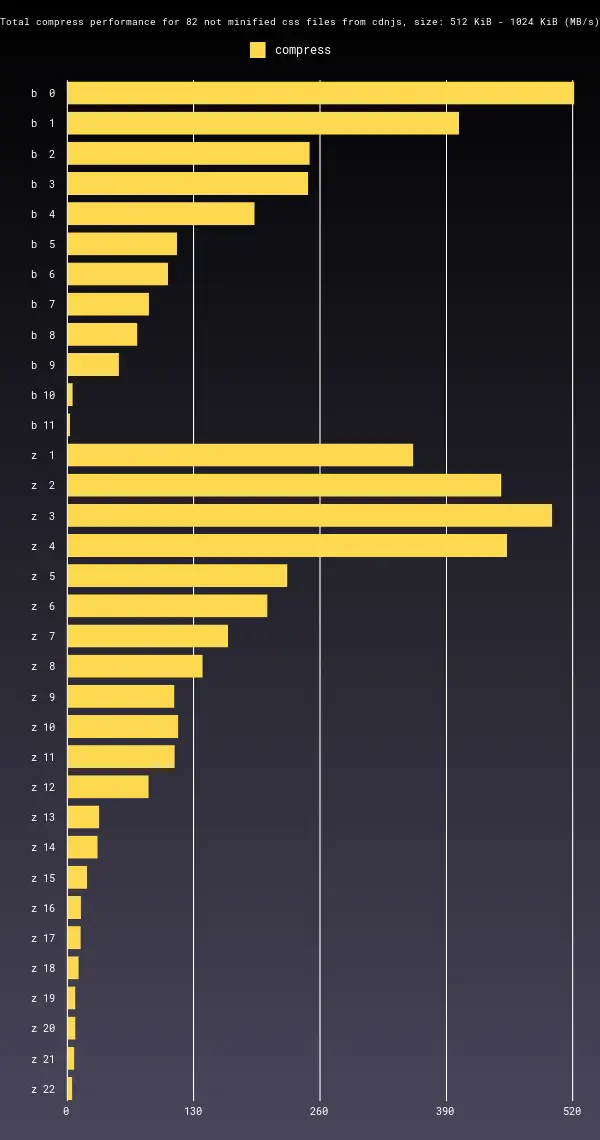 Total compress performance for 82 not minified css files from cdnjs, size: 512 KiB - 1024 KiB (MB/s)
compress
b 0
b 1
b 2
b 3
b 4
b 5
b 6
b 7
b 8
b 9
b 10
b 11
z 1
z 2
z 3
z 4
z 5
z 6
z 7
z 8
z 9
z 10
z 11
z 12
z 13
z 14
z 15
z 16
z 17
z 18
z 19
z 20
z 21
z 22
0 130 260 390 520